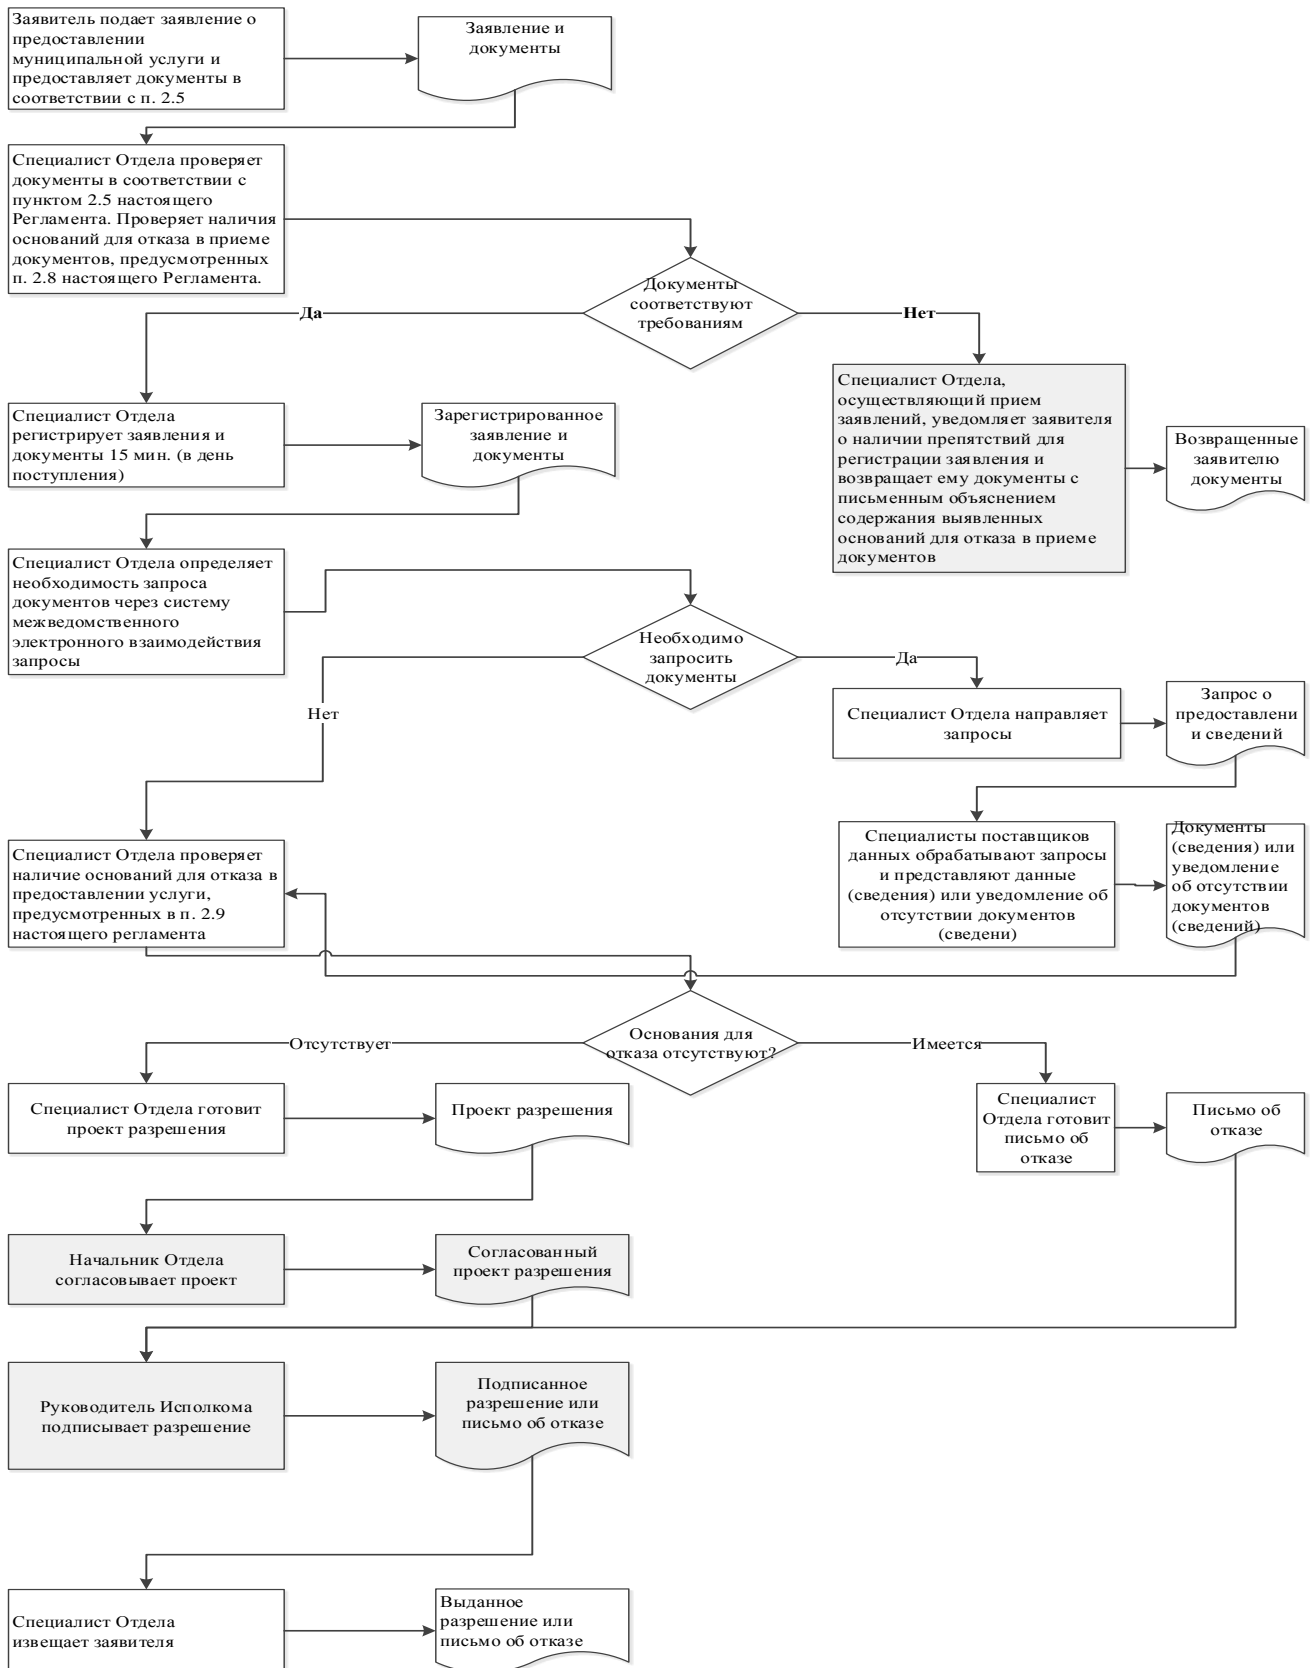 Заявитель подает заявление о
предоставлении
муниципальной услуги и
предоставляет документы в
соответствии с п. 2.5
Заявление и
документы
Специалист Отдела проверяет
документы в соответствии с
пунктом 2.5 настоящего
Регламента. Проверяет наличия
оснований для отказа в приеме
документов, предусмотренных
п. 2.8 настоящего Регламента.
Документы
соответствуют
требованиям
Да
Нет
Специалист Отдела
регистрирует заявления и
документы 15 мин. (в день
поступления)
Зарегистрированное
заявление и
документы
Специалист Отдела,
осуществляющий прием
заявлений, уведомляет заявителя
о наличии препятствий для
регистрации заявления и
возвращает ему документы с
письменным объяснением
содержания выявленных
оснований для отказа в приеме
документов
Возвращенные
заявителю
документы
Специалист Отдела определяет
необходимость запроса
документов через систему
межведомственного
электронного взаимодействия
запросы
Необходимо
запросить
документы
Да
Нет
Специалист Отдела направляет
запросы
Запрос о
предоставлени
и сведений
Специалист Отдела проверяет
наличие оснований для отказа в
предоставлении услуги,
предусмотренных в п. 2.9
настоящего регламента
Специалисты поставщиков
данных обрабатывают запросы
и представляют данные
(сведения) или уведомление об
отсутствии документов
(сведени)
Документы
(сведения) или
уведомление
об отсутствии
документов
(сведений)
Основания для
отказа отсутствуют?
Отсутствует
Имеется
Специалист Отдела готовит
проект разрешения
Проект разрешения
Специалист
Отдела готовит
письмо об
отказе
Письмо об
отказе
Начальник Отдела
согласовывает проект
Согласованный
проект разрешения
Руководитель Исполкома
подписывает разрешение
Подписанное
разрешение или
письмо об отказе
Специалист Отдела
извещает заявителя
Выданное
разрешение или
письмо об отказе